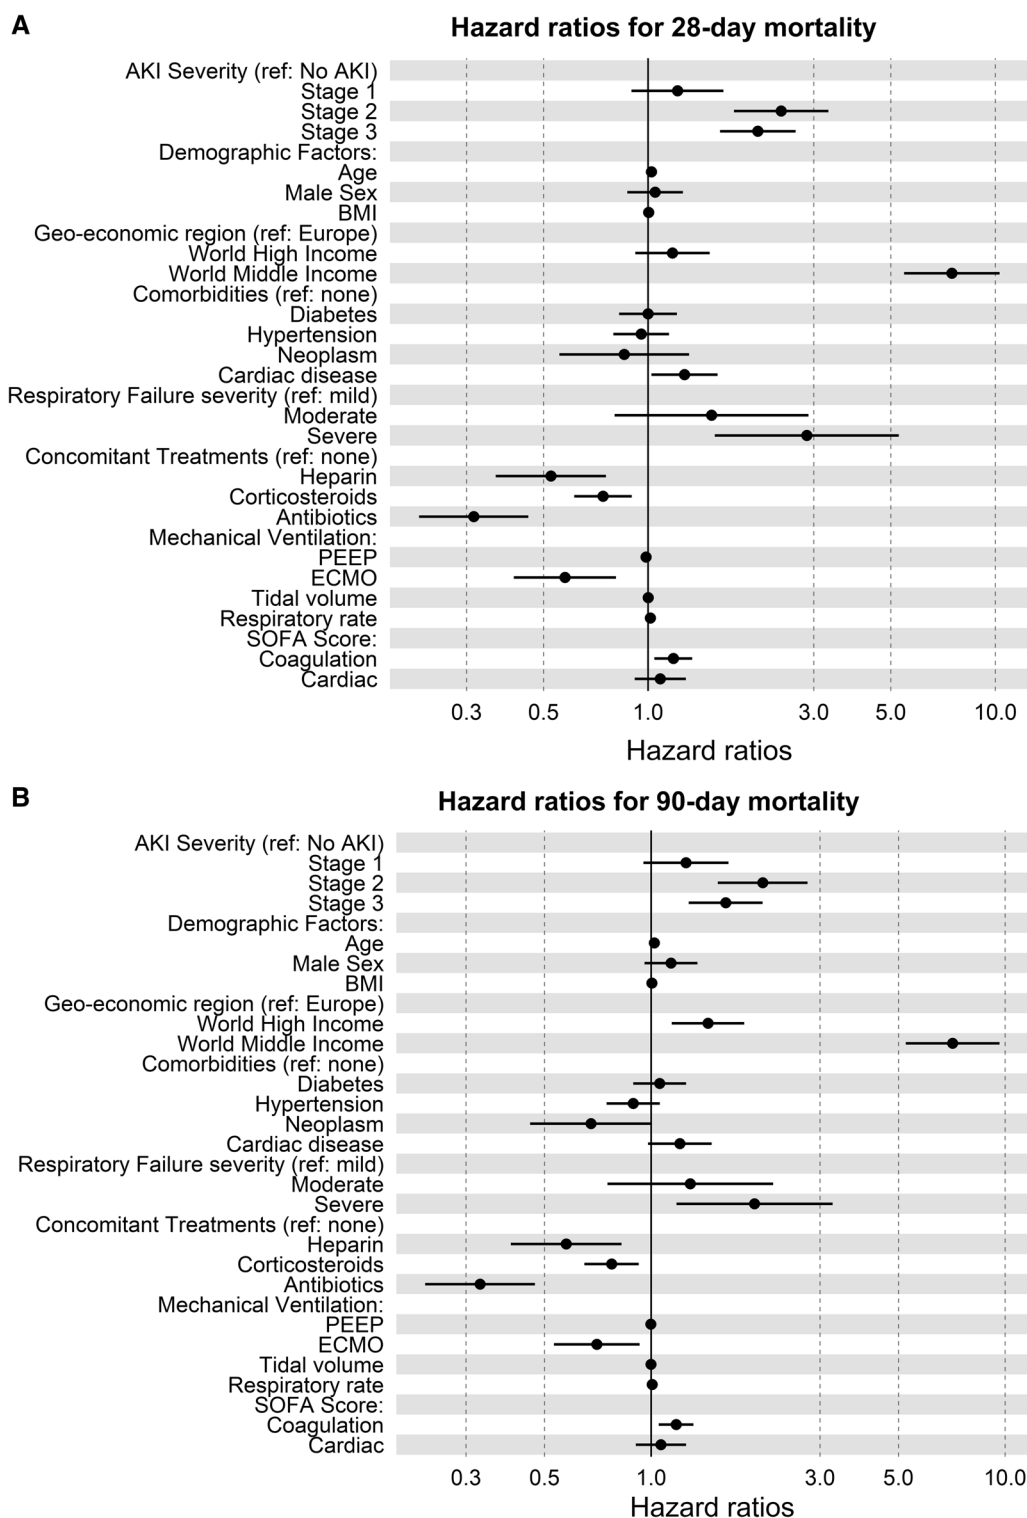 A
Hazard ratios for 28-day mortality
AKI Severity (ref: No AKI)
Stage 1
Stage 2
Stage 3
Demographic Factors:
Age
Male Sex
BMI
Geo-economic region (ref: Europe)
World High Income
World Middle Income
Comorbidities (ref: none)
Diabetes
Hypertension
Neoplasm
Cardiac disease
Respiratory Failure severity (ref: mild)
Moderate
Severe
Concomitant Treatments (ref: none)
Heparin
Corticosteroids
Antibiotics
Mechanical Ventilation:
PEEP
ECMO
Tidal volume
Respiratory rate
SOFA Score:
Coagulation
Cardiac
0.3 0.5 1.0 3.0 5.0 10.0
Hazard ratios
B
Hazard ratios for 90-day mortality
AKI Severity (ref: No AKI)
Stage 1
Stage 2
Stage 3
Demographic Factors:
Age
Male Sex
BMI
Geo-economic region (ref: Europe)
World High Income
World Middle Income
Comorbidities (ref: none)
Diabetes
Hypertension
Neoplasm
Cardiac disease
Respiratory Failure severity (ref: mild)
Moderate
Severe
Concomitant Treatments (ref: none)
Heparin
Corticosteroids
Antibiotics
Mechanical Ventilation:
PEEP
ECMO
Tidal volume
Respiratory rate
SOFA Score:
Coagulation
Cardiac
0.3 0.5 1.0 3.0 5.0 10.0
Hazard ratios